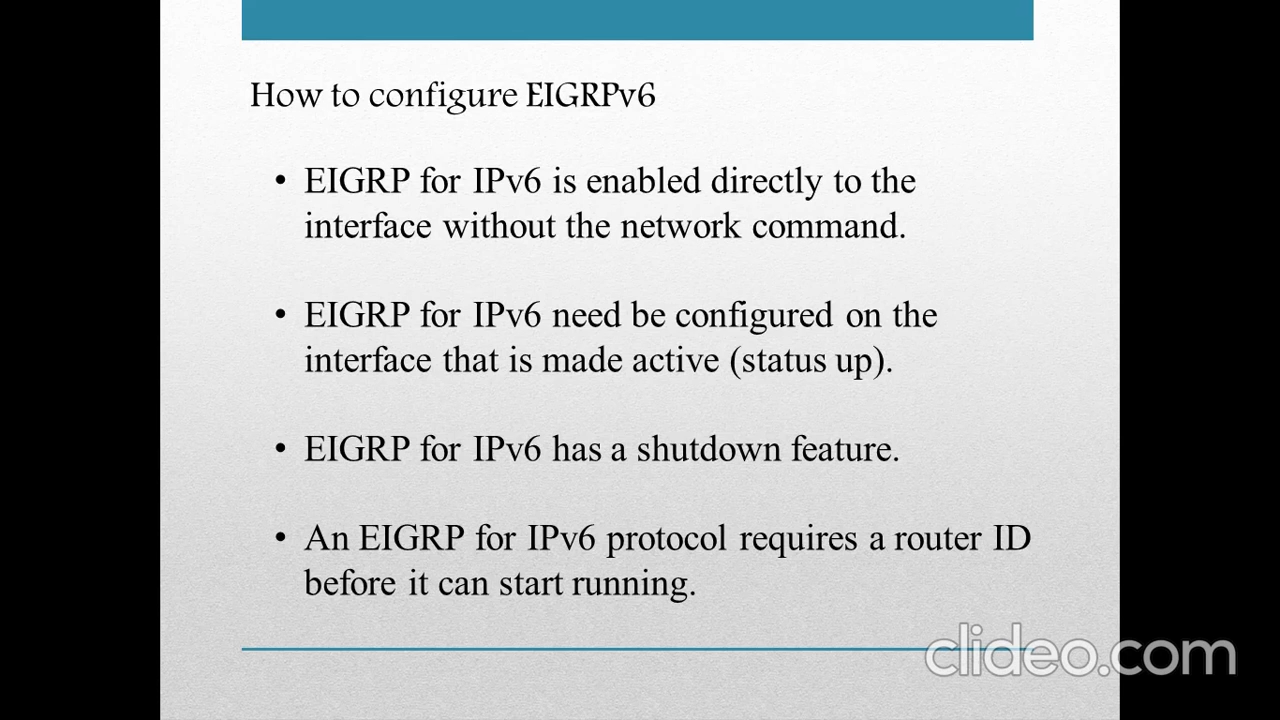 How to configure EIGRPv6
• EIGRP for IPv6 is enabled directly to the
interface without the network command.
• EIGRP for IPv6 need be configured on the
interface that is made active (status up).
• EIGRP for IPv6 has a shutdown feature.
• An EIGRP for IPv6 protocol requires a router ID
before it can start running.
clideo.com